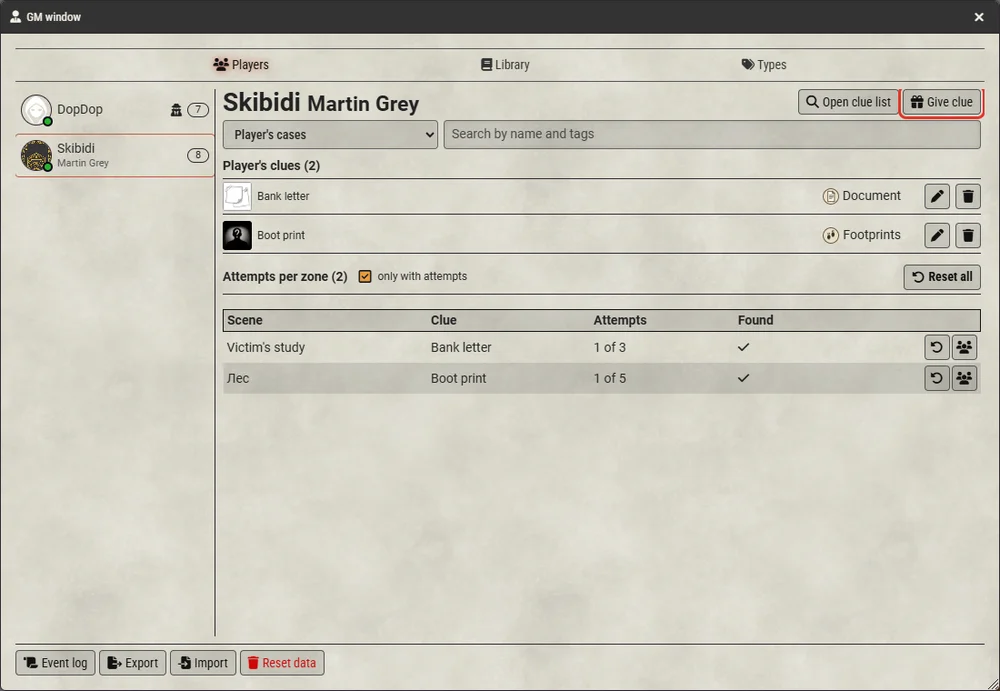 GM window
Players
Library
Types
DopDop
7
Skibidi
Martin Grey
8
Skibidi Martin Grey
Open clue list
Give clue
Player's cases
Search by name and tags
Player's clues (2)
Bank letter
Document
Boot print
Footprints
Attempts per zone (2)
only with attempts
Reset all
Scene Clue Attempts Found
Victim's study Bank letter 1 of 3
Лес Boot print 1 of 5
Event log
Export
Import
Reset data